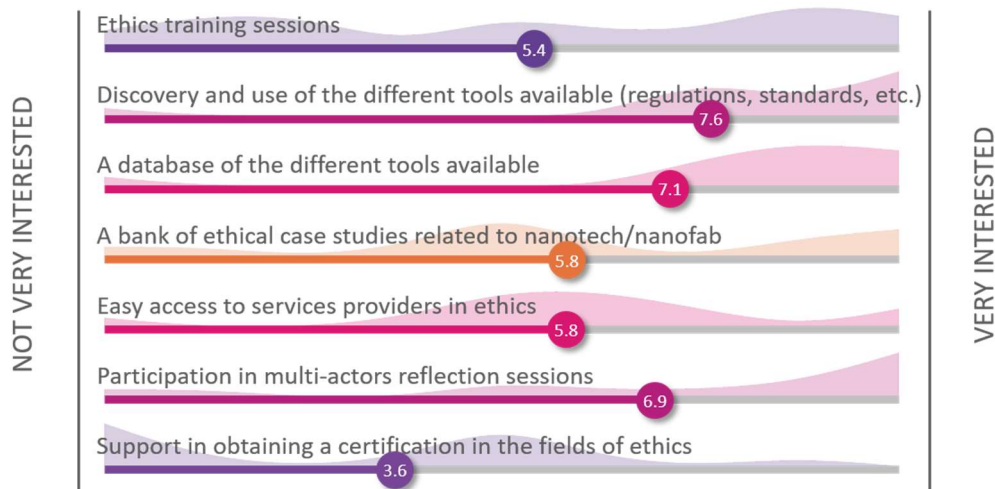 NOT VERY INTERESTED
Ethics training sessions
5.4
Discovery and use of the different tools available (regulations, standards, etc.)
7.6
A database of the different tools available
7.1
A bank of ethical case studies related to nanotech/nanofab
5.8
Easy access to services providers in ethics
5.8
Participation in multi-actors reflection sessions
6.9
Support in obtaining a certification in the fields of ethics
3.6
VERY INTERESTED